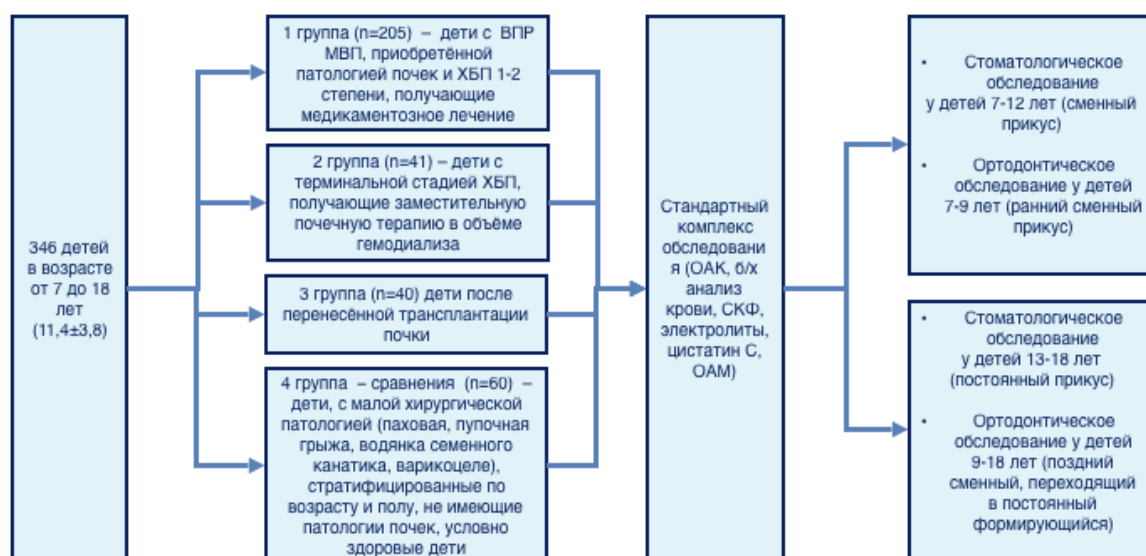 346 детей
в возрасте
от 7 до 18
лет
(11,4±3,8)
1 группа (n=205) – дети с ВПР
МВП, приобретённой
патологией почек и ХБП 1-2
степени, получающие
медикаментозное лечение
2 группа (n=41) – дети с
терминальной стадией ХБП,
получающие заместительную
почечную терапию в объёме
гемодиализа
3 группа (n=40) дети после
перенесённой трансплантации
почки
4 группа – сравнения (n=60) –
дети, с малой хирургической
патологией (паховая, пупочная
грыжа, водянка семенного
канатика, варикоцеле),
стратифицированные по
возрасту и полу, не имеющие
патологии почек, условно
здоровые дети
Стандартный
комплекс
обследовани
я (ОАК, б/х
анализ
крови, СКФ,
электролиты,
цистатин С,
ОАМ)
• Стоматологическое
обследование
у детей 7-12 лет (сменный
прикус)
• Ортодонтическое
обследование у детей
7-9 лет (ранний сменный
прикус)
• Стоматологическое
обследование
у детей 13-18 лет
(постоянный прикус)
• Ортодонтическое
обследование у детей
9-18 лет (поздний
сменный, переходящий
в постоянный
формирующийся)